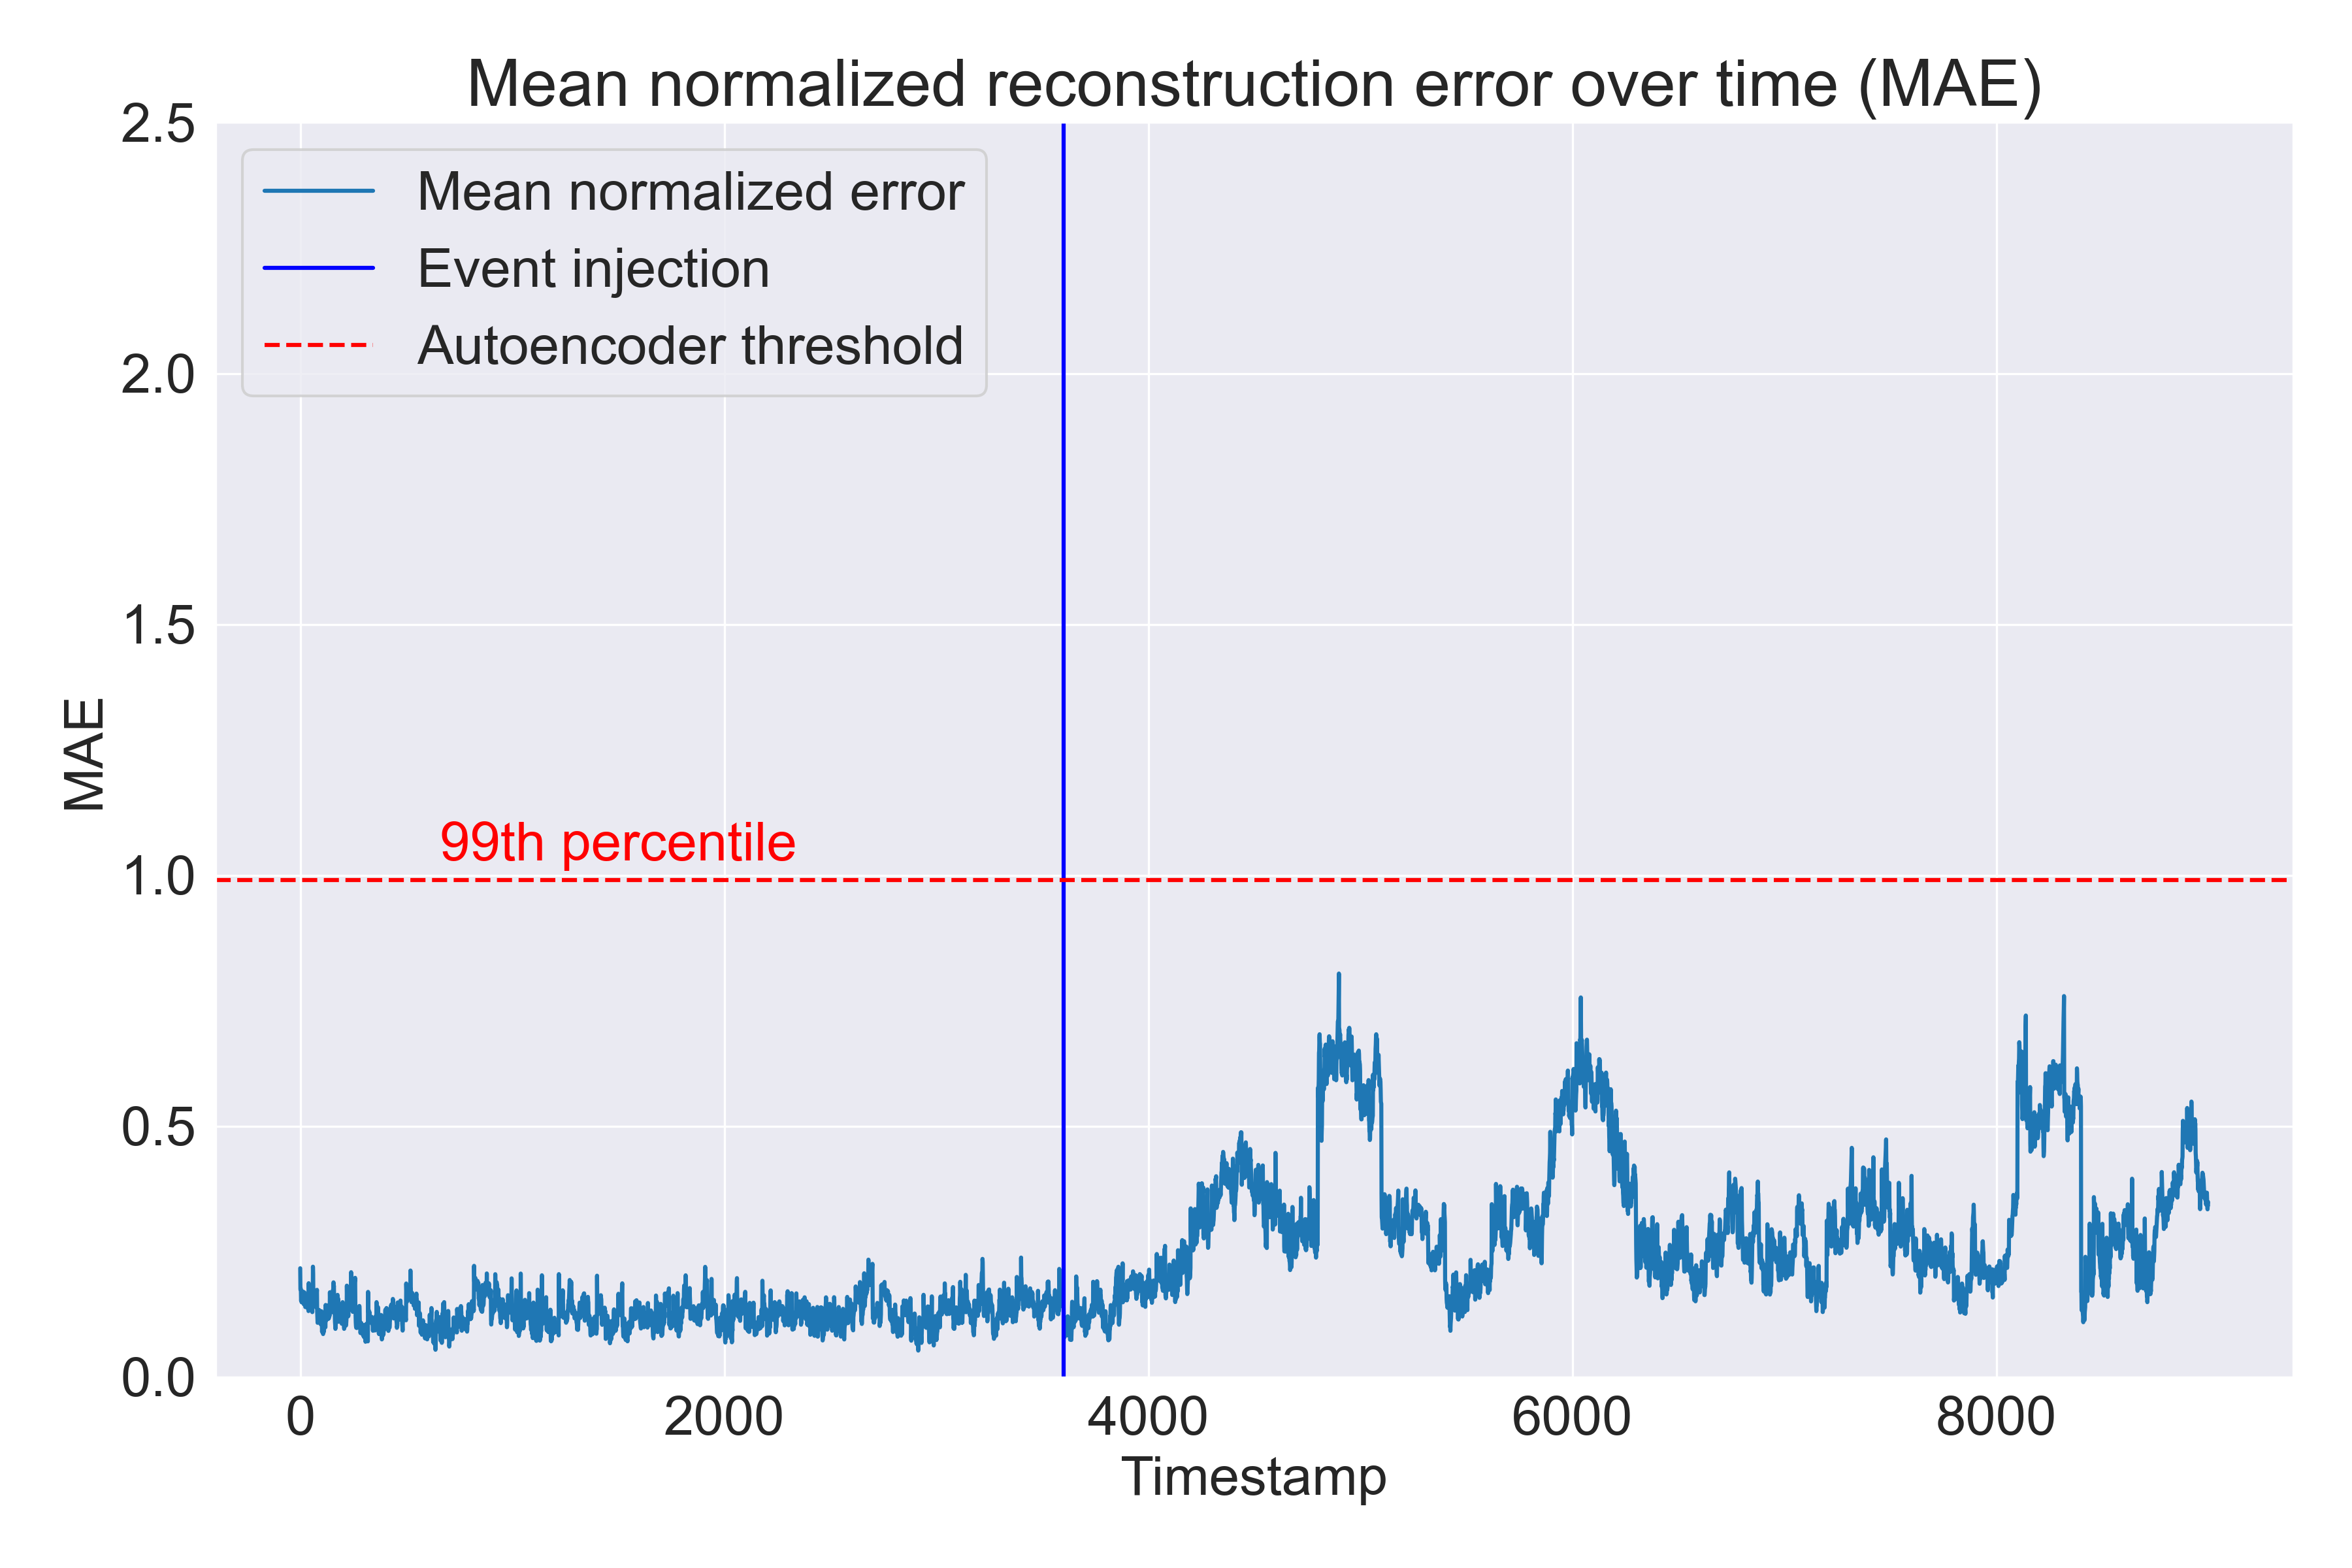 Mean normalized reconstruction error over time (MAE)
2.5
Mean normalized error
Event injection
Autoencoder threshold
2.0
1.5
MAE
99th percentile
1.0
0.5
0.0
0 2000 4000 6000 8000
Timestamp